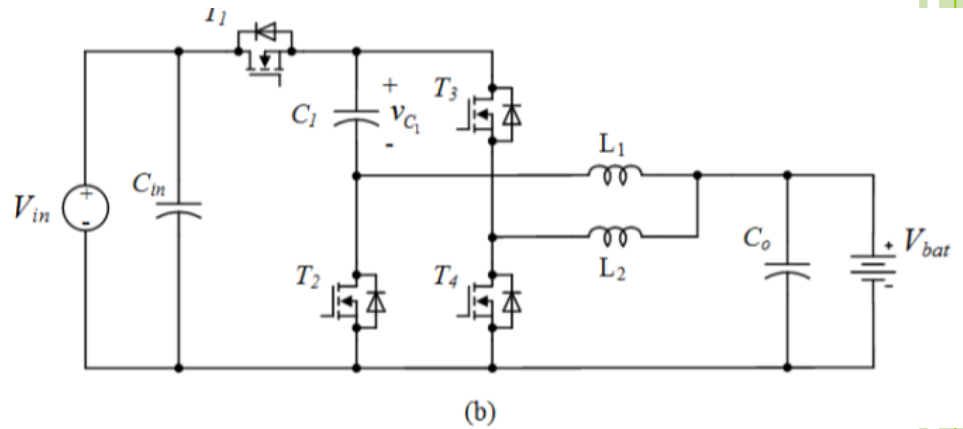 T1
+
C1
vC1
-
T3
L1
Vin
+
-
Cin
T2
T4
L2
Co
+
Vbat
-
(b)